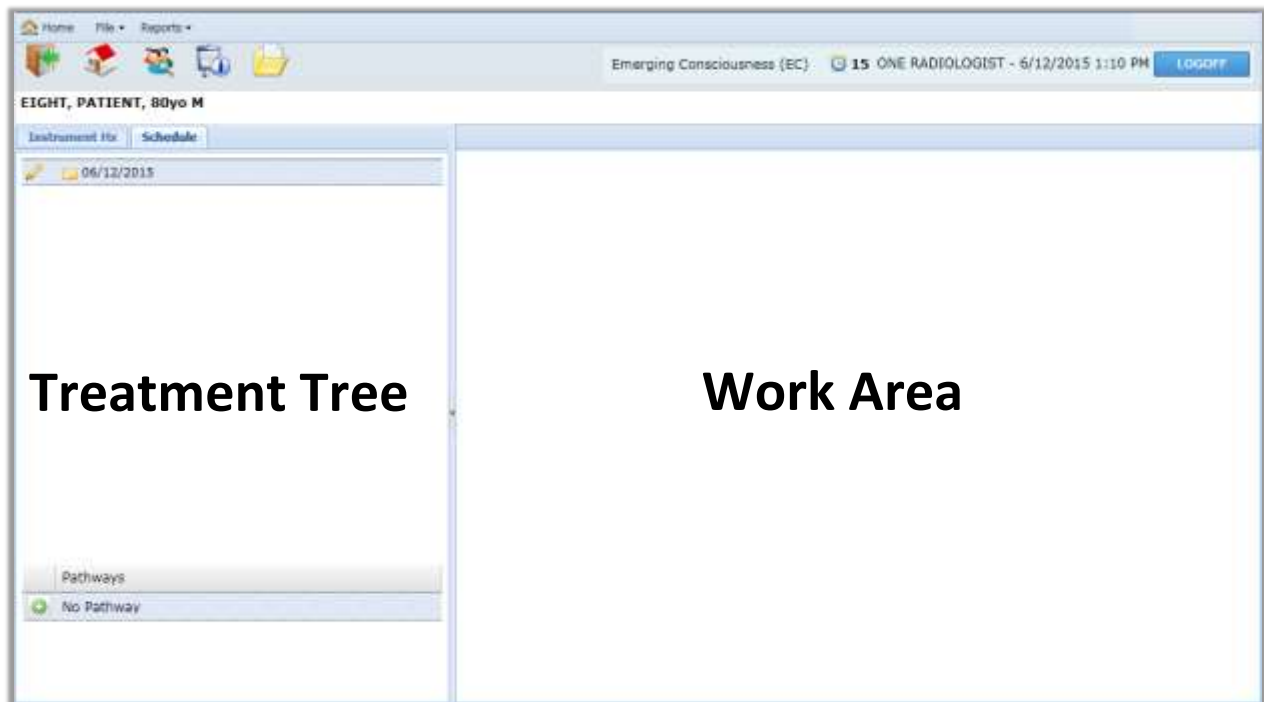 Home File Reports
Emerging Consciousness (EC) 15 ONE RADIOLOGIST - 6/12/2015 1:10 PM LOGOFF
EIGHT, PATIENT, 80yo M
Instrument Hx Schedule
06/12/2015
Treatment Tree Work Area
Pathways
No Pathway